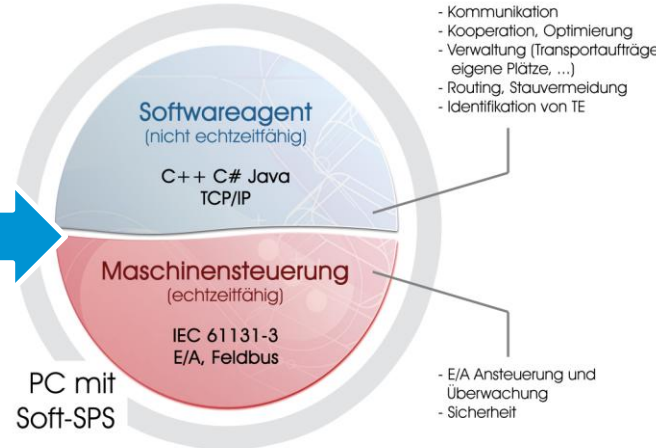 - Kommunikation
- Kooperation, Optimierung
- Verwaltung (Transportaufträge
eigene Plätze, ...)
- Routing, Stauvermeidung
- Identifikation von TE
Softwareagent
(nicht echtzeitfähig)
C++ C# Java
TCP/IP
Maschinensteuerung
(echtzeitfähig)
IEC 61131-3
E/A, Feldbus
PC mit
Soft-SPS
- E/A Ansteuerung und
Überwachung
- Sicherheit